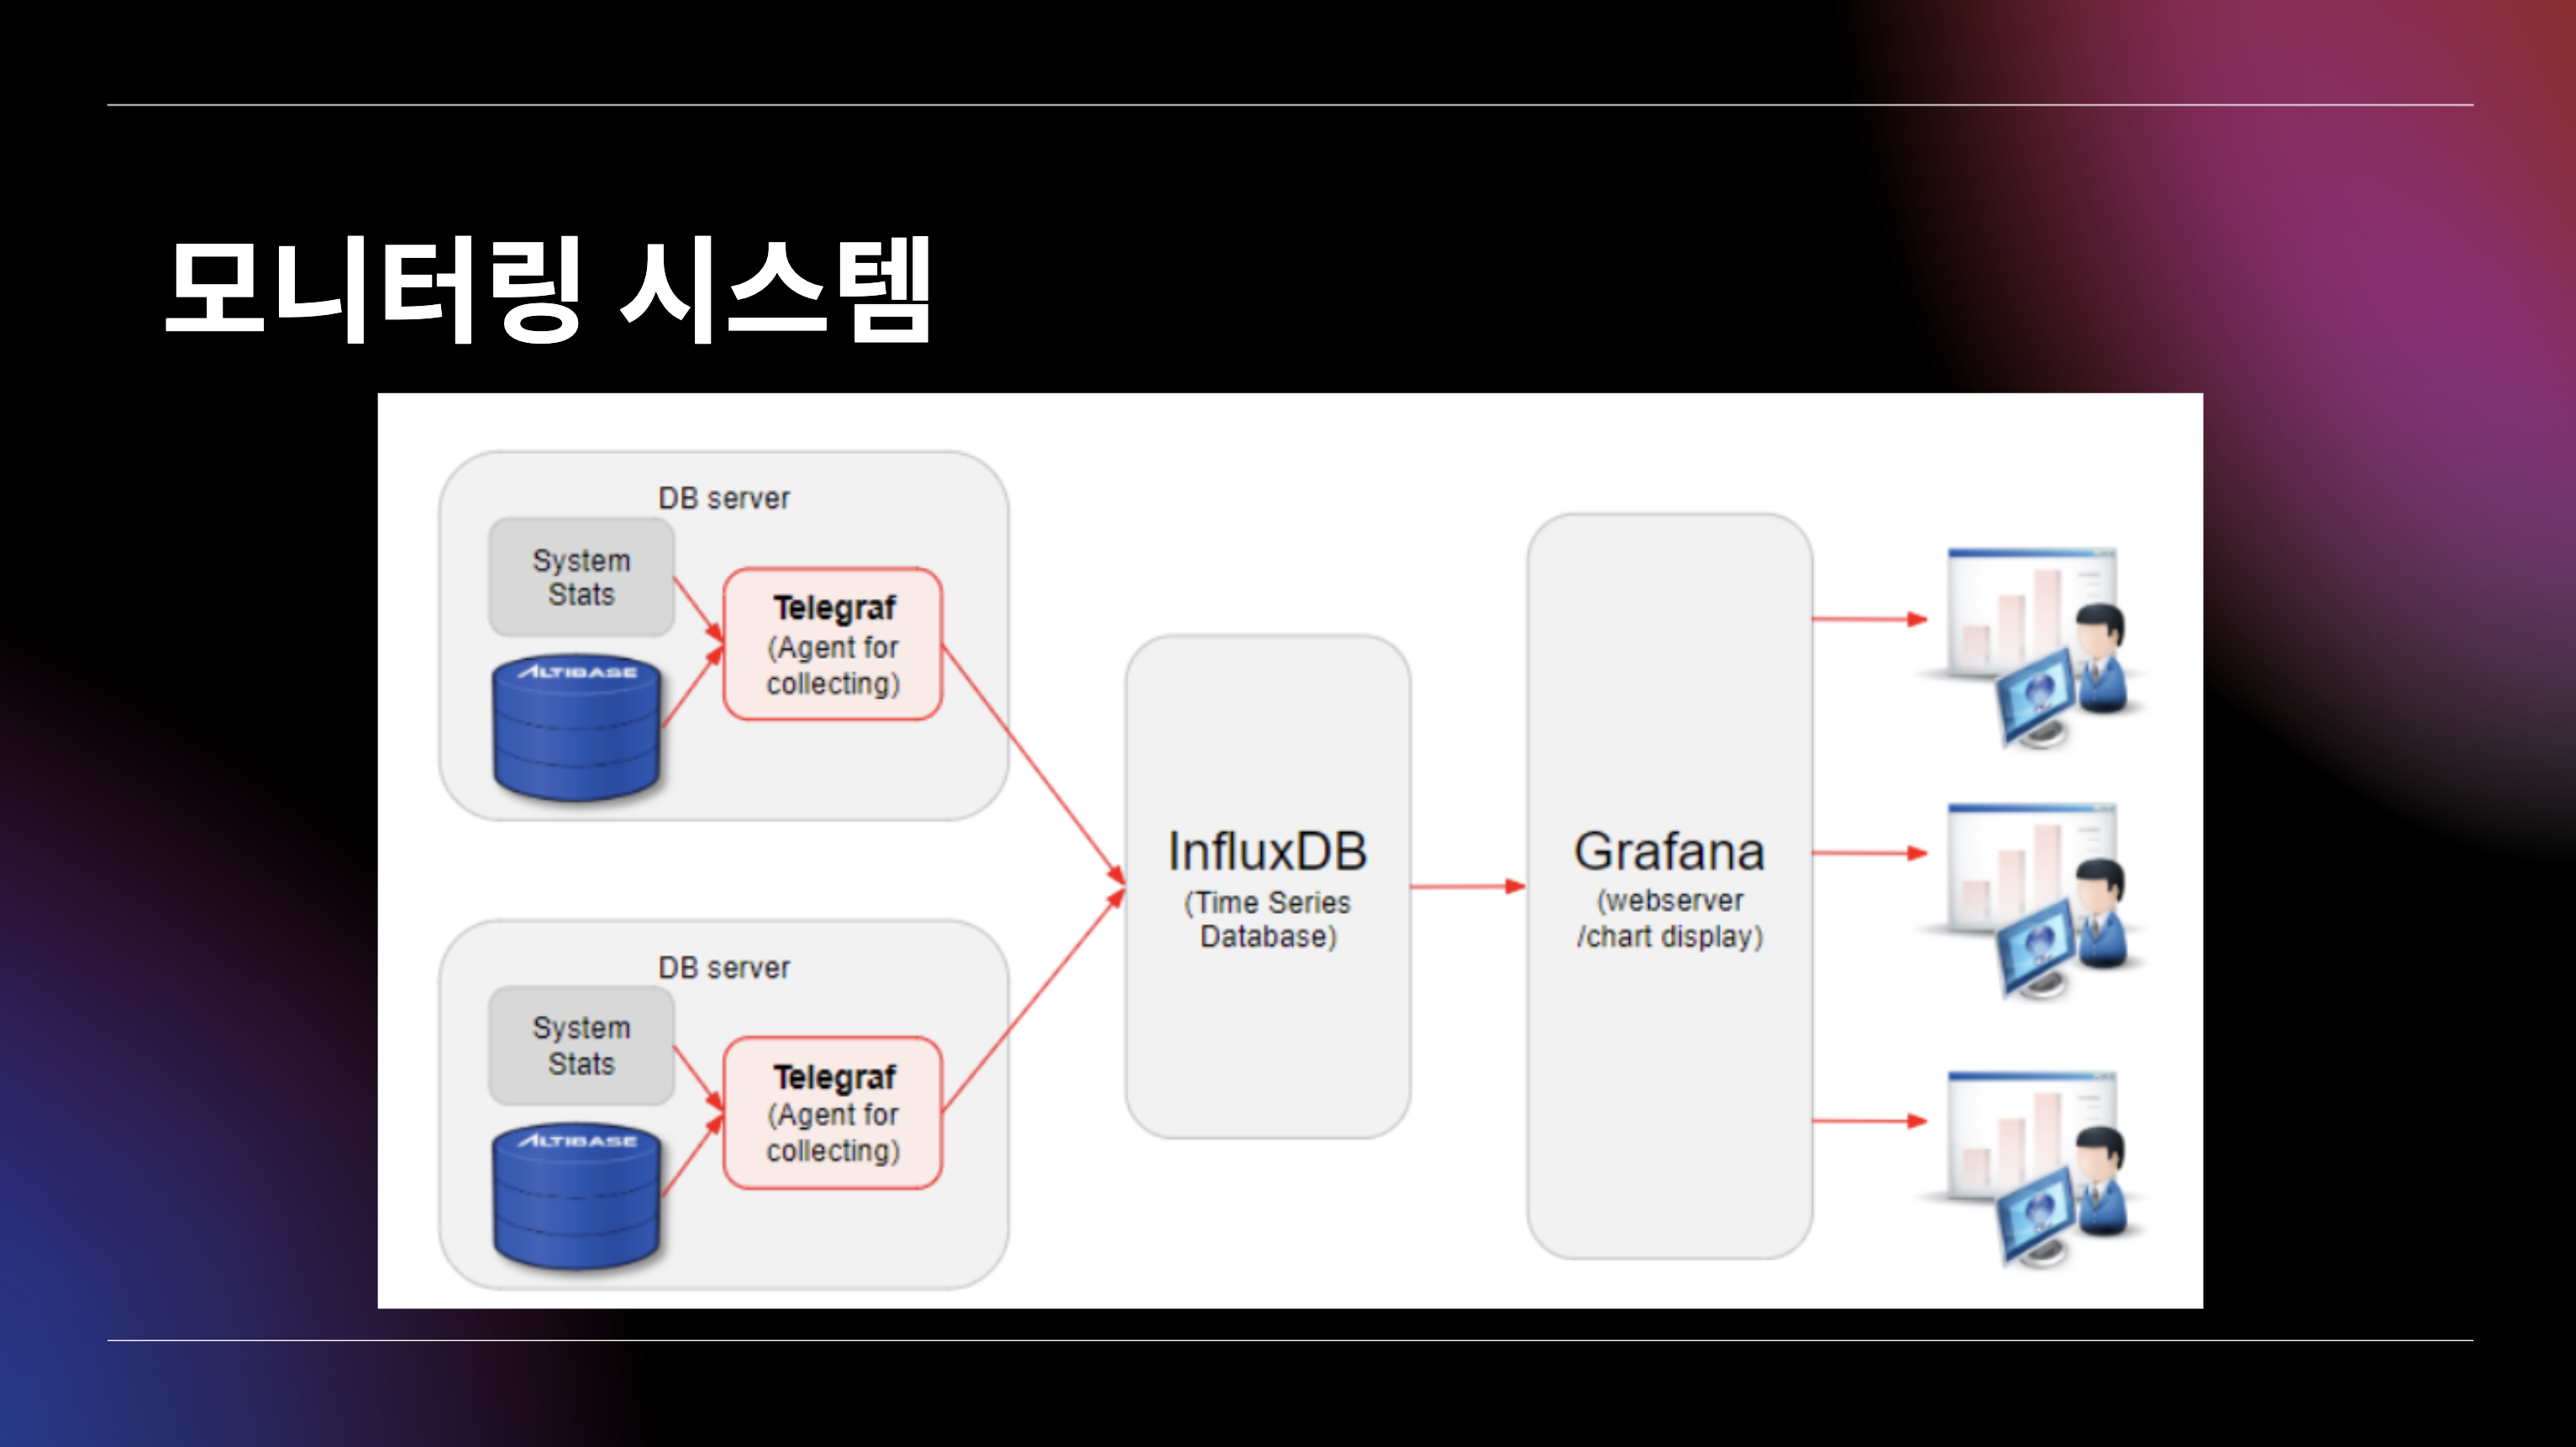 모니터링 시스템
DB server
System
Stats
ALTIBASE
Telegraf
(Agent for
collecting)
DB server
System
Stats
ALTIBASE
Telegraf
(Agent for
collecting)
InfluxDB
(Time Series
Database)
Grafana
(webserver
/chart display)